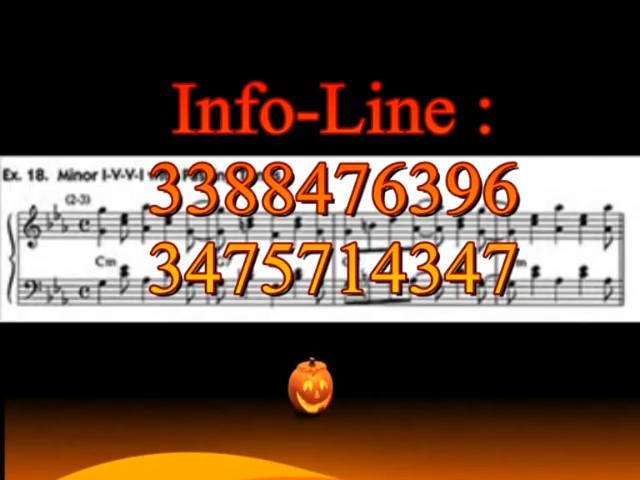 Info-Line :
Ex. 18. Minor I-V-V-I
3388476396
(2-3)
3475714347
Cm